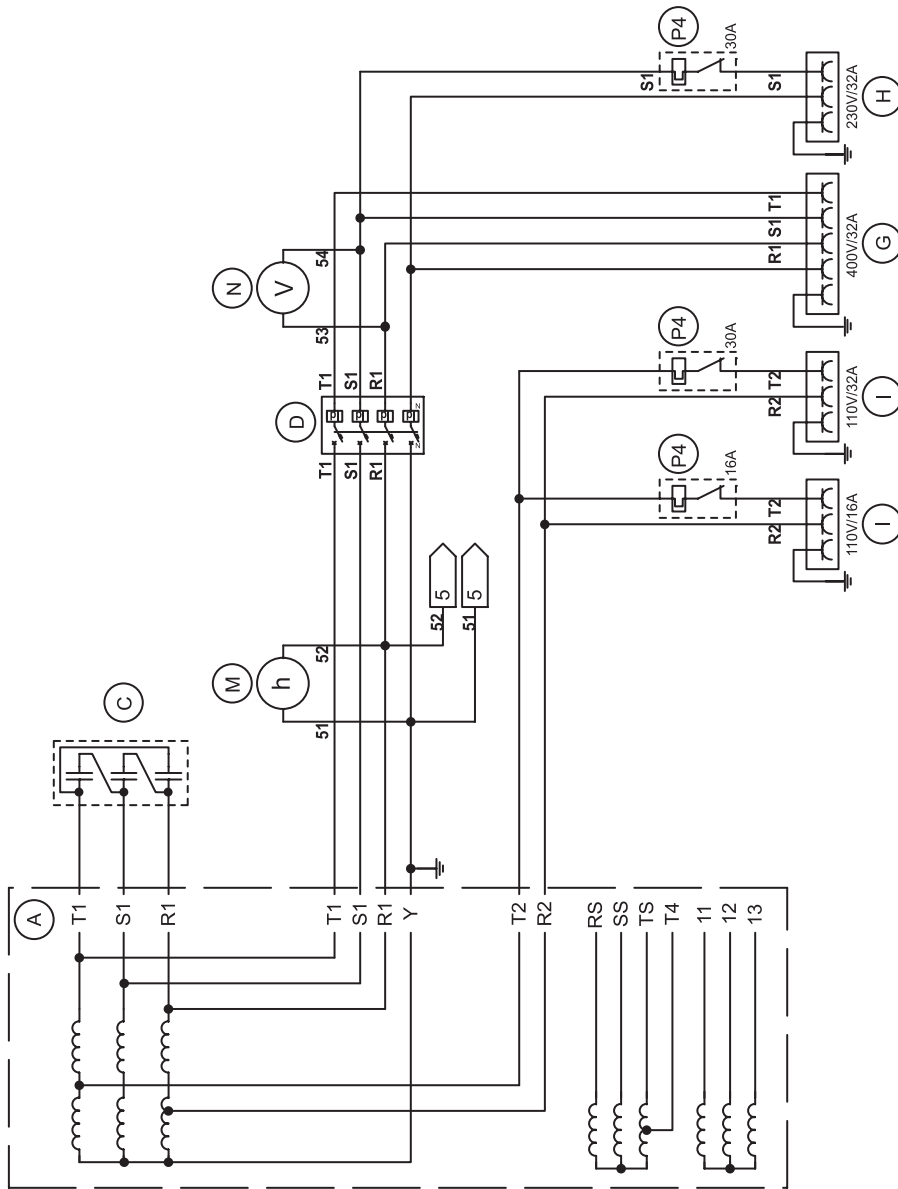 A
T1
S1
R1
T1
S1
R1
Y
T2
R2
RS
SS
TS
T4
11
12
13
C
M
h
51
52
52
5
51
5
D
T1
S1
R1
N
N
T1
S1
R1
N
V
53
54
P4
16A
R2
T2
110V/16A
I
P4
30A
R2
T2
110V/32A
I
R1
S1
T1
400V/32A
G
P4
30A
S1
S1
230V/32A
H